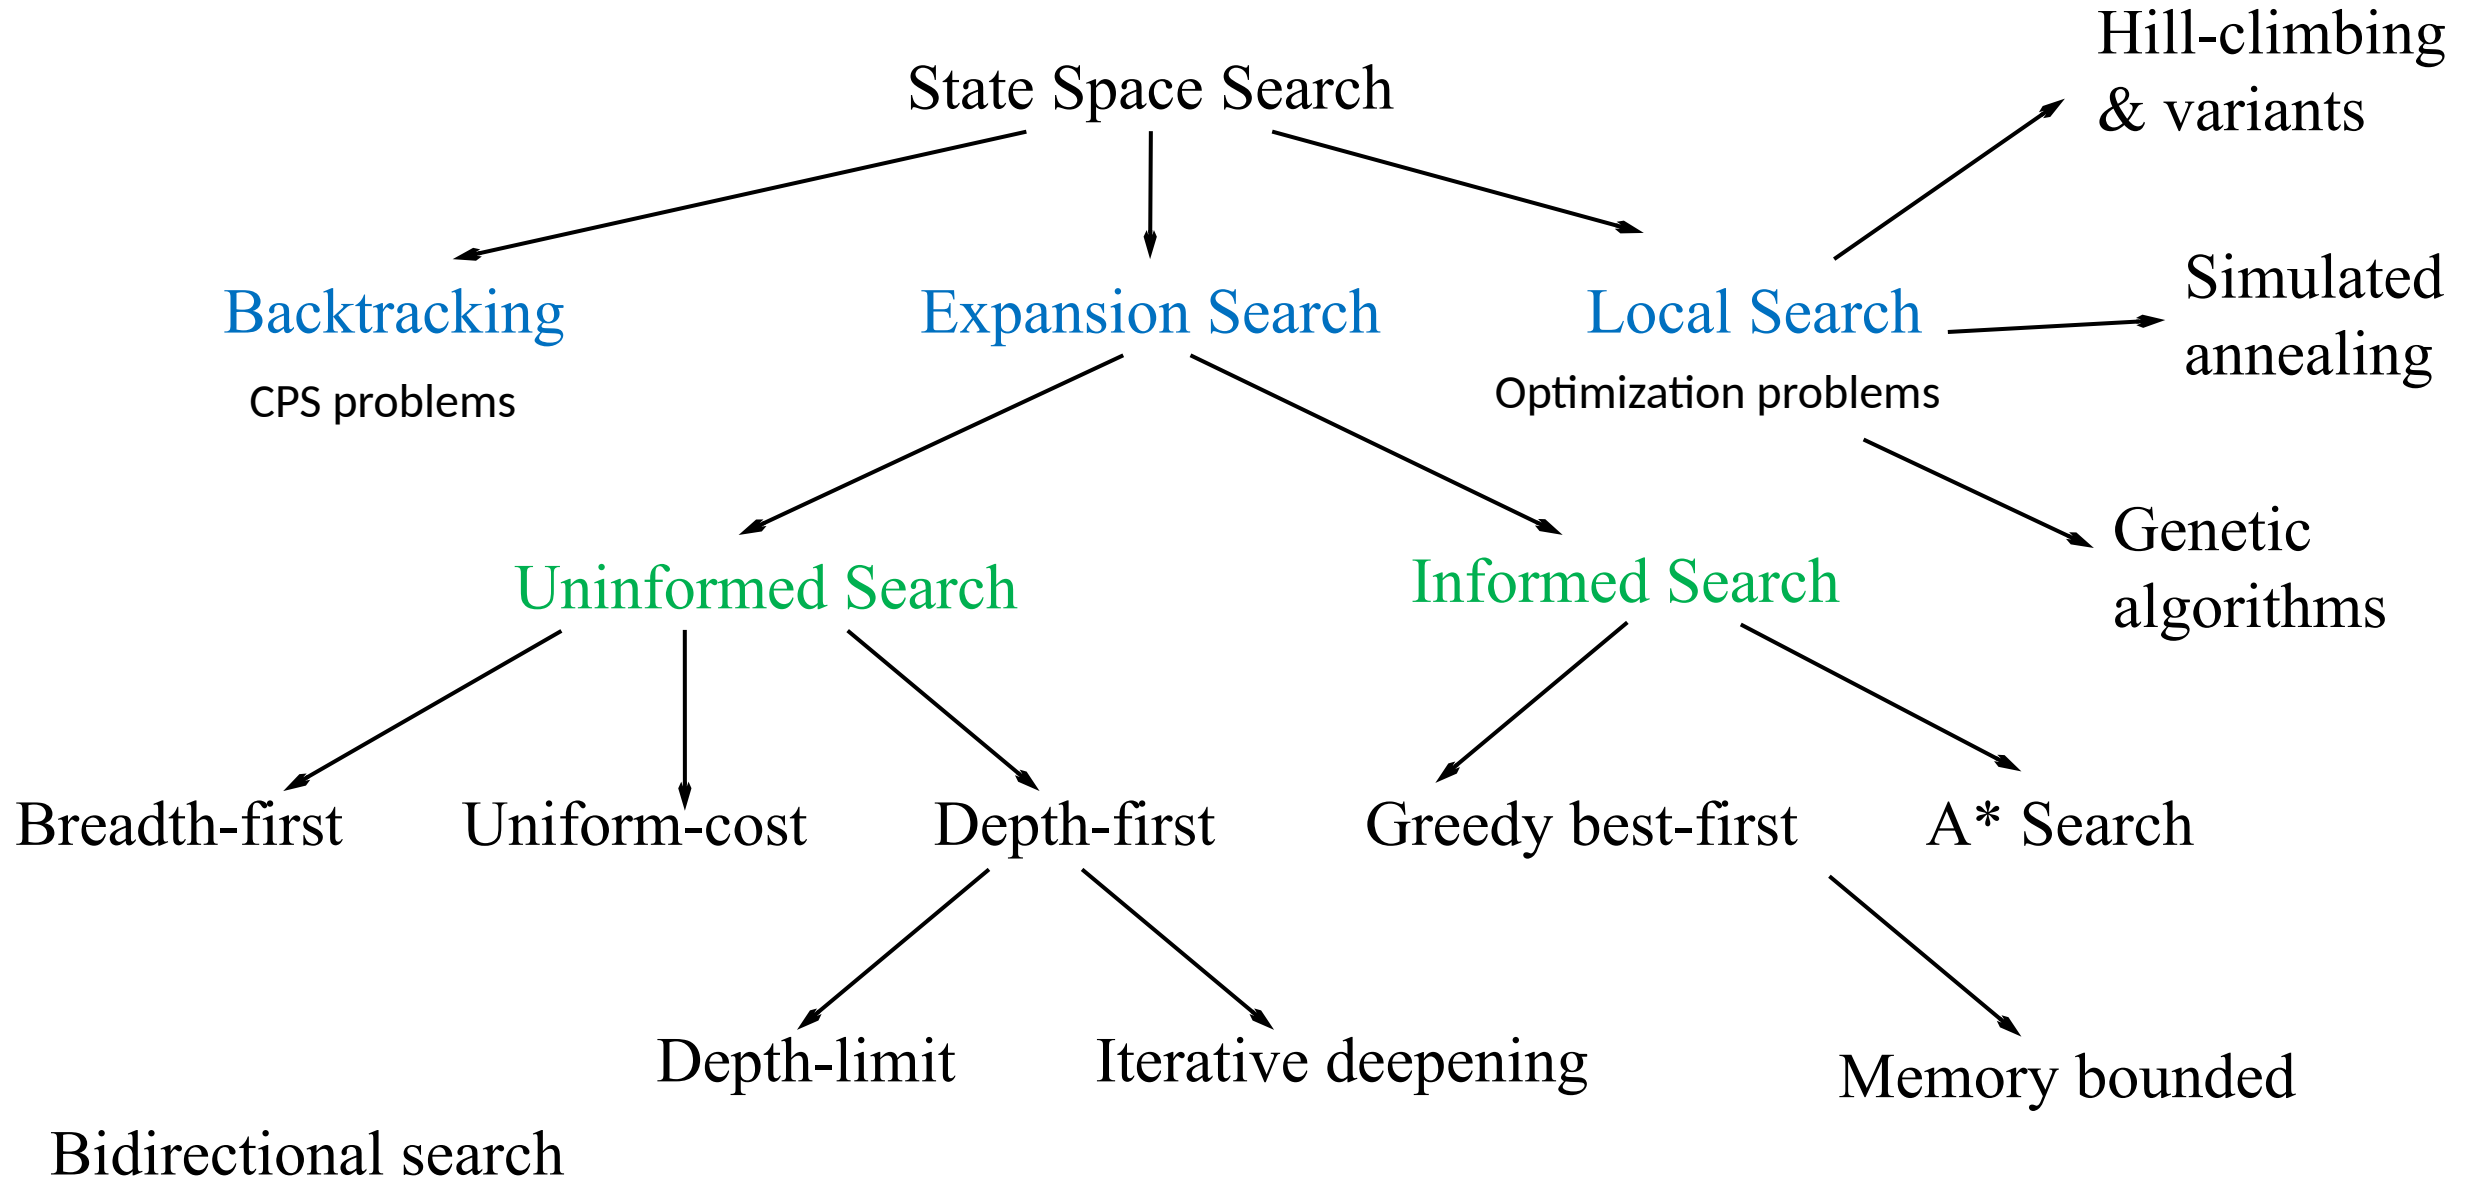 Hill-climbing
& variants
State Space Search
Simulated
annealing
Backtracking
Expansion Search
Local Search
CPS problems
Optimization problems
Genetic
algorithms
Uninformed Search
Informed Search
Breadth-first
Uniform-cost
Depth-first
Greedy best-first
A* Search
Depth-limit
Iterative deepening
Memory bounded
Bidirectional search